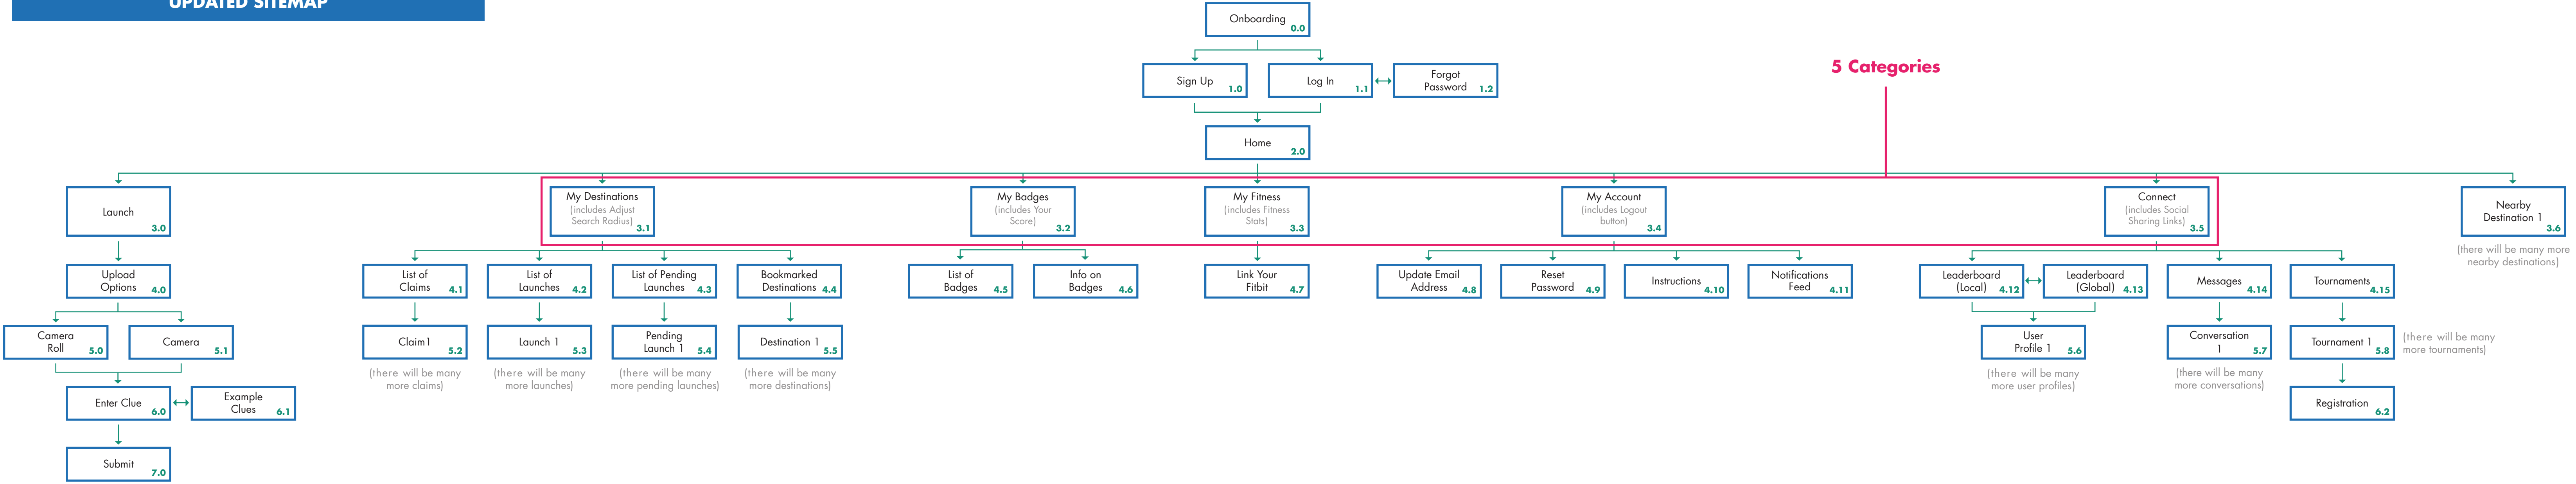 UPDATED SITEMAP
Onboarding
0.0
Sign Up
1.0
Log In
1.1
Forgot
Password
1.2
5 Categories
Home
2.0
Launch
3.0
My Destinations
(includes Adjust
Search Radius)
3.1
My Badges
(includes Your
Score)
3.2
My Fitness
(includes Fitness
Stats)
3.3
My Account
(includes Logout
button)
3.4
Connect
(includes Social
Sharing Links)
3.5
Nearby
Destination 1
3.6
(there will be many more
nearby destinations)
Upload
Options
4.0
List of
Claims
4.1
List of
Launches
4.2
List of Pending
Launches
4.3
Bookmarked
Destinations
4.4
List of
Badges
4.5
Info on
Badges
4.6
Link Your
Fitbit
4.7
Update Email
Address
4.8
Reset
Password
4.9
Instructions
4.10
Notifications
Feed
4.11
Leaderboard
(Local)
4.12
Leaderboard
(Global)
4.13
Messages
4.14
Tournaments
4.15
Camera
Roll
5.0
Camera
5.1
Claim1
5.2
Launch 1
5.3
Pending
Launch 1
5.4
Destination 1
5.5
User
Profile 1
5.6
Conversation
1
5.7
Tournament 1
5.8
(there will be many
more tournaments)
(there will be many
more claims)
(there will be many
more launches)
(there will be many
more pending launches)
(there will be many
more destinations)
(there will be many
more user profiles)
(there will be many
more conversations)
Enter Clue
6.0
Example
Clues
6.1
Registration
6.2
Submit
7.0